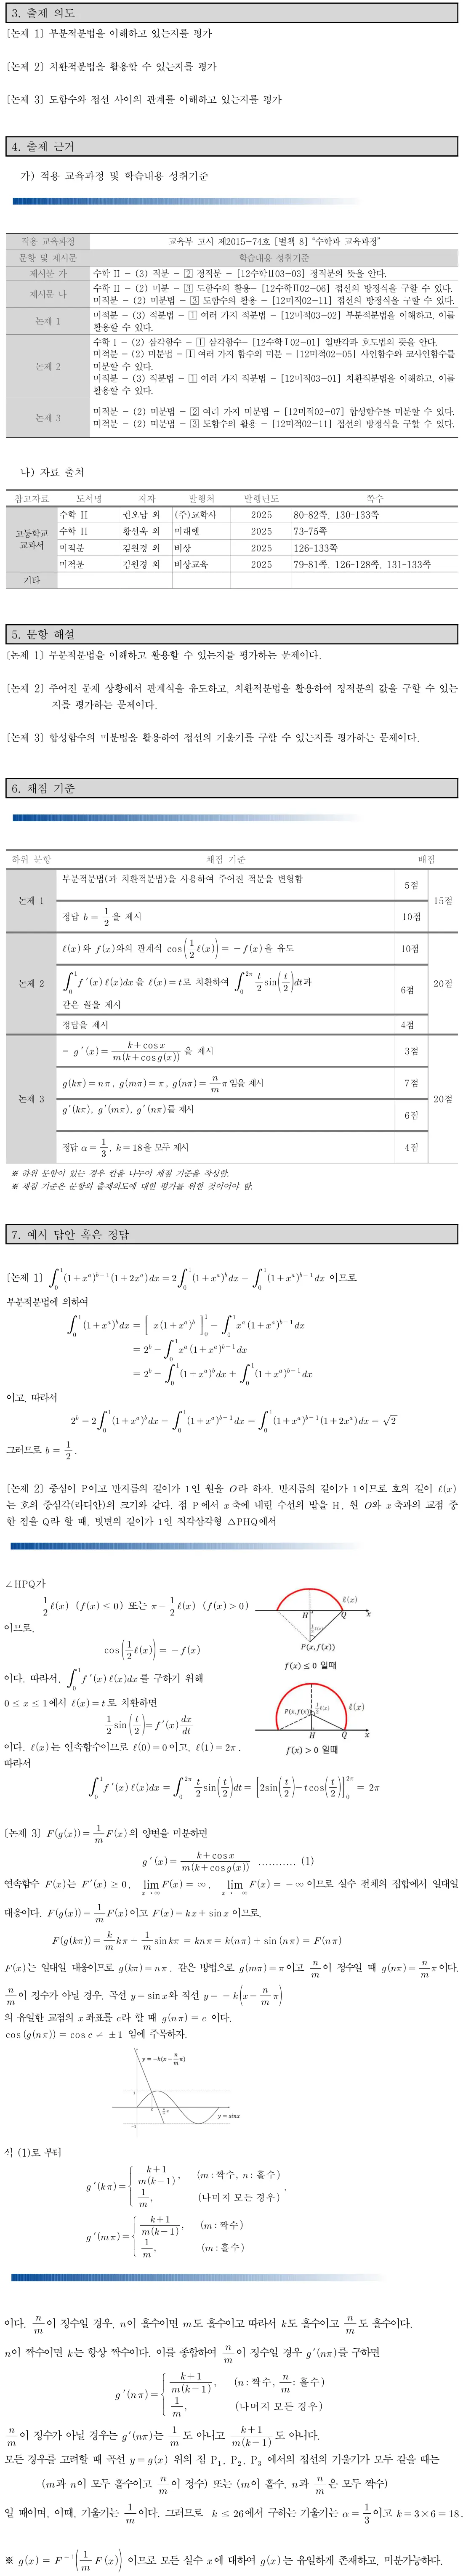 3. 출제 의도
[논제 1] 부분적분법을 이해하고 있는지를 평가
[논제 2] 치환적분법을 활용할 수 있는지를 평가
[논제 3] 도함수와 접선 사이의 관계를 이해하고 있는지를 평가
4. 출제 근거
가) 적용 교육과정 및 학습내용 성취기준
적용 교육과정 교육부 고시 제2015-74호 [별책 8] "수학과 교육과정"
문항 및 제시문 학습내용 성취기준
제시문 가 수학 II - (3) 적분 - [2] 정적분 - [12수학Ⅱ03-03] 정적분의 뜻을 안다.
제시문 나 수학 II - (2) 미분 - [3] 도함수의 활용- [12수학Ⅱ02-06] 접선의 방정식을 구할 수 있다.
미적분 - (2) 미분법 - [3] 도함수의 활용 - [12미적02-11] 접선의 방정식을 구할 수 있다.
논제 1 미적분 - (3) 적분법 - [1] 여러 가지 적분법 - [12미적03-02] 부분적분법을 이해하고, 이를
활용할 수 있다.
논제 2 수학 I - (2) 삼각함수 - [1] 삼각함수- [12수학Ⅰ02-01] 일반각과 호도법의 뜻을 안다.
미적분 - (2) 미분법 - [1] 여러 가지 함수의 미분 - [12미적02-05] 사인함수와 코사인함수를
미분할 수 있다.
미적분 - (3) 적분법 - [1] 여러 가지 적분법 - [12미적03-01] 치환적분법을 이해하고, 이를
활용할 수 있다.
논제 3 미적분 - (2) 미분법 - [2] 여러 가지 미분법 - [12미적02-07] 합성함수를 미분할 수 있다.
미적분 - (2) 미분법 - [3] 도함수의 활용 - [12미적02-11] 접선의 방정식을 구할 수 있다.
나) 자료 출처
참고자료 도서명 저자 발행처 발행년도 쪽수
고등학교 교과서 수학 II 권오남 외 (주)교학사 2025 80-82쪽, 130-133쪽
수학 II 황선욱 외 미래엔 2025 73-75쪽
미적분 김원경 외 비상 2025 126-133쪽
미적분 김원경 외 비상교육 2025 79-81쪽, 126-128쪽, 131-133쪽
기타
5. 문항 해설
[논제 1] 부분적분법을 이해하고 활용할 수 있는지를 평가하는 문제이다.
[논제 2] 주어진 문제 상황에서 관계식을 유도하고, 치환적분법을 활용하여 정적분의 값을 구할 수 있는
지를 평가하는 문제이다.
[논제 3] 합성함수의 미분법을 활용하여 접선의 기울기를 구할 수 있는지를 평가하는 문제이다.
6. 채점 기준
하위 문항 채점 기준 배점
논제 1 부분적분법(과 치환적분법)을 사용하여 주어진 적분을 변형함 5점 15점
정답 b = 1/2 을 제시 10점
논제 2 ℓ(x)와 f(x)와의 관계식 cos(1/2 ℓ(x)) = -f(x)을 유도 10점 20점
∫_0^1 f′(x)ℓ(x)dx을 ℓ(x)=t로 치환하여 ∫_0^{2π} t/2 sin(t/2)dt과
같은 꼴을 제시 6점
정답을 제시 4점
논제 3 - g′(x) = (k+cosx)/(m(k+cosg(x))) 을 제시 3점 20점
g(kπ)=nπ, g(mπ)=π, g(nπ)= n/m π임을 제시 7점
g′(kπ), g′(mπ), g′(nπ)를 제시 6점
정답 α = 1/3, k=18을 모두 제시 4점
※ 하위 문항이 있는 경우 칸을 나누어 채점 기준을 작성함.
※ 채점 기준은 문항의 출제의도에 대한 평가를 위한 것이어야 함.
7. 예시 답안 혹은 정답
[논제 1] ∫_0^1 (1+x^a)^{b-1}(1+2x^a)dx = 2∫_0^1 (1+x^a)^b dx - ∫_0^1 (1+x^a)^{b-1}dx 이므로
부분적분법에 의하여
∫_0^1 (1+x^a)^b dx = [x(1+x^a)^b]_0^1 - ∫_0^1 x^a(1+x^a)^{b-1}dx
= 2^b - ∫_0^1 x^a(1+x^a)^{b-1}dx
= 2^b - ∫_0^1 (1+x^a)^b dx + ∫_0^1 (1+x^a)^{b-1}dx
이고, 따라서
2^b = 2∫_0^1 (1+x^a)^b dx - ∫_0^1 (1+x^a)^{b-1}dx = ∫_0^1 (1+x^a)^{b-1}(1+2x^a)dx = √2
그러므로 b = 1/2.
[논제 2] 중심이 P이고 반지름의 길이가 1인 원을 O라 하자. 반지름의 길이가 1이므로 호의 길이 ℓ(x)
는 호의 중심각(라디안)의 크기와 같다. 점 P에서 x축에 내린 수선의 발을 H, 원 O와 x축과의 교점 중
한 점을 Q라 할 때, 빗변의 길이가 1인 직각삼각형 △PHQ에서
∠HPQ가
1/2 ℓ(x) (f(x)≤0) 또는 π - 1/2 ℓ(x) (f(x)>0)
이므로,
cos(1/2 ℓ(x)) = -f(x)
이다. 따라서, ∫_0^1 f′(x)ℓ(x)dx를 구하기 위해
0≤x≤1에서 ℓ(x)=t로 치환하면
1/2 sin(t/2) = f′(x) dx/dt
이다. ℓ(x)는 연속함수이므로 ℓ(0)=0이고, ℓ(1)=2π.
따라서
ℓ(x)
H Q x
1/2 ℓ(x)
P(x, f(x))
f(x)≤0 일때
P(x, f(x)) ℓ(x)
H Q x
f(x)>0 일때
∫_0^1 f′(x)ℓ(x)dx = ∫_0^{2π} t/2 sin(t/2)dt = [2sin(t/2) - tcos(t/2)]_0^{2π} = 2π
[논제 3] F(g(x)) = 1/m F(x)의 양변을 미분하면
g′(x) = (k+cosx)/(m(k+cosg(x))) ........... (1)
연속함수 F(x)는 F′(x)≥0, lim_{x→∞} F(x)=∞, lim_{x→-∞} F(x)=-∞이므로 실수 전체의 집합에서 일대일
대응이다. F(g(x)) = 1/m F(x)이고 F(x)=kx+sinx이므로,
F(g(kπ)) = k/m kπ + 1/m sinkπ = knπ = k(nπ)+sin(nπ) = F(nπ)
F(x)는 일대일 대응이므로 g(kπ)=nπ. 같은 방법으로 g(mπ)=π이고 n/m이 정수일 때 g(nπ)= n/m π이다.
n/m이 정수가 아닐 경우, 곡선 y=sinx와 직선 y=-k(x - n/m π)
의 유일한 교점의 x좌표를 c라 할 때 g(nπ)=c 이다.
cos(g(nπ)) = cosc ≠ ±1 임에 주목하자.
y=-k(x- n/m π)
1
c n/m π
-1
y=sinx
식 (1)로 부터
g′(kπ) = { (k+1)/(m(k-1)), (m:짝수, n:홀수)
1/m, (나머지 모든 경우) ,
g′(mπ) = { (k+1)/(m(k-1)), (m:짝수)
1/m, (m:홀수)
이다. n/m이 정수일 경우, n이 홀수이면 m도 홀수이고 따라서 k도 홀수이고 n/m도 홀수이다.
n이 짝수이면 k는 항상 짝수이다. 이를 종합하여 n/m이 정수일 경우 g′(nπ)를 구하면
g′(nπ) = { (k+1)/(m(k-1)), (n:짝수, n/m:홀수)
1/m, (나머지 모든 경우)
n/m이 정수가 아닐 경우는 g′(nπ)는 1/m도 아니고 (k+1)/(m(k-1))도 아니다.
모든 경우를 고려할 때 곡선 y=g(x) 위의 점 P₁, P₂, P₃ 에서의 접선의 기울기가 모두 같을 때는
(m과 n이 모두 홀수이고 n/m이 정수) 또는 (m이 홀수, n과 n/m은 모두 짝수)
일 때이며, 이때, 기울기는 1/m이다. 그러므로 k≤26에서 구하는 기울기는 α = 1/3이고 k=3×6=18.
※ g(x) = F⁻¹(1/m F(x)) 이므로 모든 실수 x에 대하여 g(x)는 유일하게 존재하고, 미분가능하다.